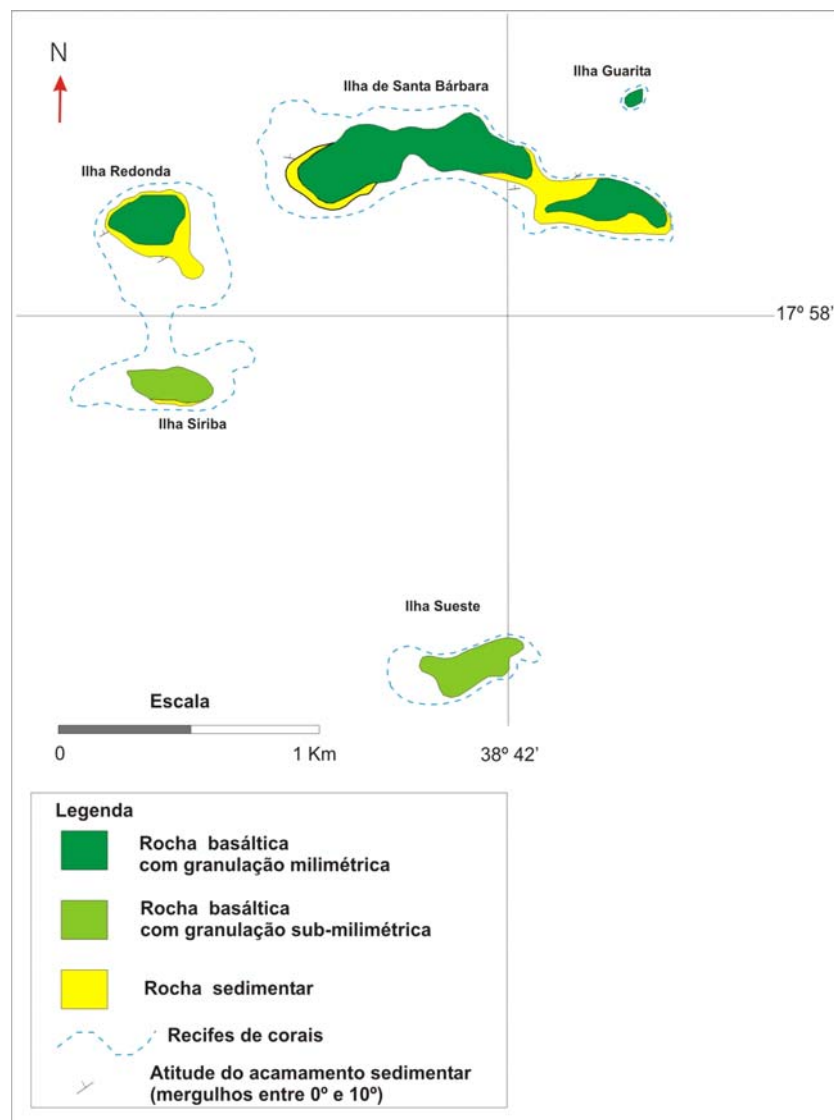 N
Ilha Guarita
Ilha de Santa Bárbara
Ilha Redonda
17º 58'
Ilha Siriba
Ilha Sueste
Escala
0
1 Km
38º 42'
Legenda
Rocha basáltica
com granulação milimétrica
Rocha basáltica
com granulação sub-milimétrica
Rocha sedimentar
Recifes de corais
Atitude do acamamento sedimentar
(mergulhos entre 0º e 10º)